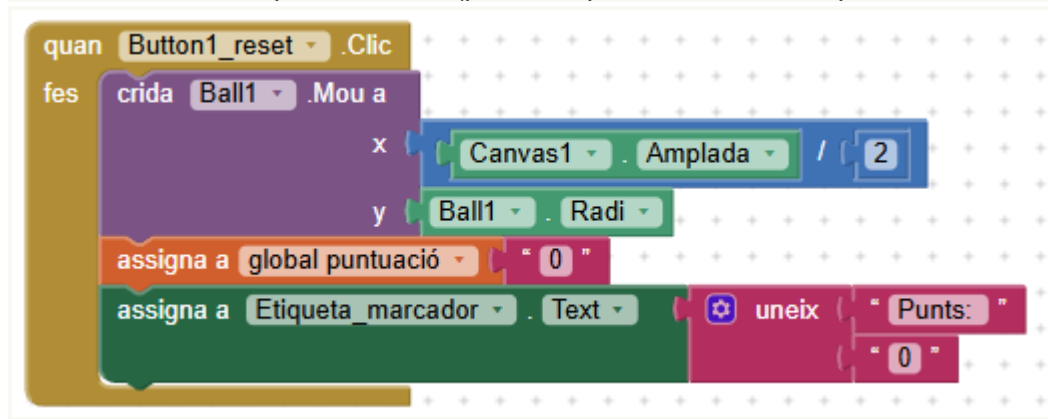 quan Button1_reset .Clic
fes crida Ball1 .Mou a
x Canvas1 . Amplada / 2
y Ball1 . Radi
assigna a global puntuació " 0 "
assigna a Etiqueta_marcador . Text uneix " Punts: "
" 0 "